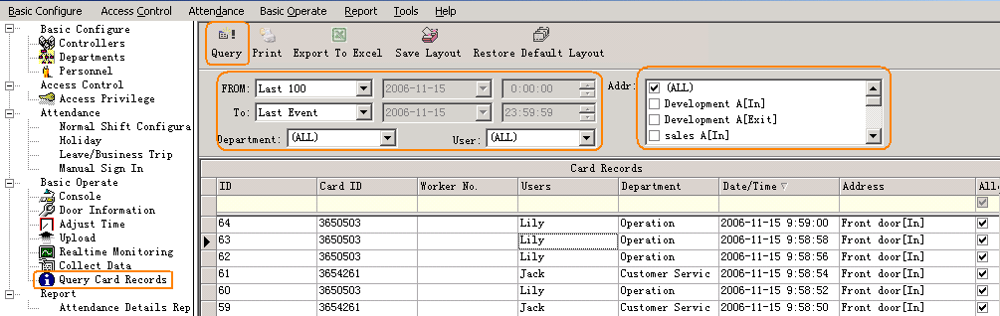 Basic Configure Access Control Attendance Basic Operate Report Tools Help
Basic Configure
Controllers
Departments
Personnel
Access Control
Access Privilege
Attendance
Normal Shift Configura
Holiday
Leave/Business Trip
Manual Sign In
Basic Operate
Console
Door Information
Adjust Time
Upload
Realtime Monitoring
Collect Data
Query Card Records
Report
Attendance Details Rep
Query Print Export To Excel Save Layout Restore Default Layout
FROM: Last 100 2006-11-15 0:00:00
To: Last Event 2006-11-15 23:59:59
Department: (ALL) User: (ALL)
Addr: (ALL)
Development A[In]
Development A[Exit]
sales A[In]
Card Records
ID Card ID Worker No. Users Department Date/Time Address Allo
64 3650503 Lily Operation 2006-11-15 9:59:00 Front door[In]
63 3650503 Lily Operation 2006-11-15 9:58:58 Front door[In]
62 3650503 Lily Operation 2006-11-15 9:58:56 Front door[In]
61 3654261 Jack Customer Servic 2006-11-15 9:58:54 Front door[In]
60 3650503 Lily Operation 2006-11-15 9:58:52 Front door[In]
59 3654261 Jack Customer Servic 2006-11-15 9:58:50 Front door[In]